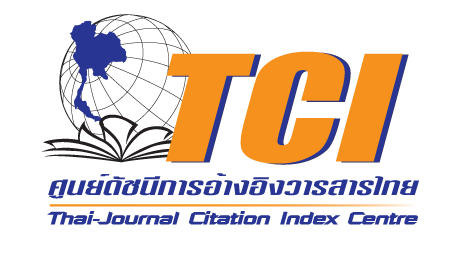 TCI
ศูนย์ดัชนีการอ้างอิงวารสารไทย
Thai-Journal Citation Index Centre